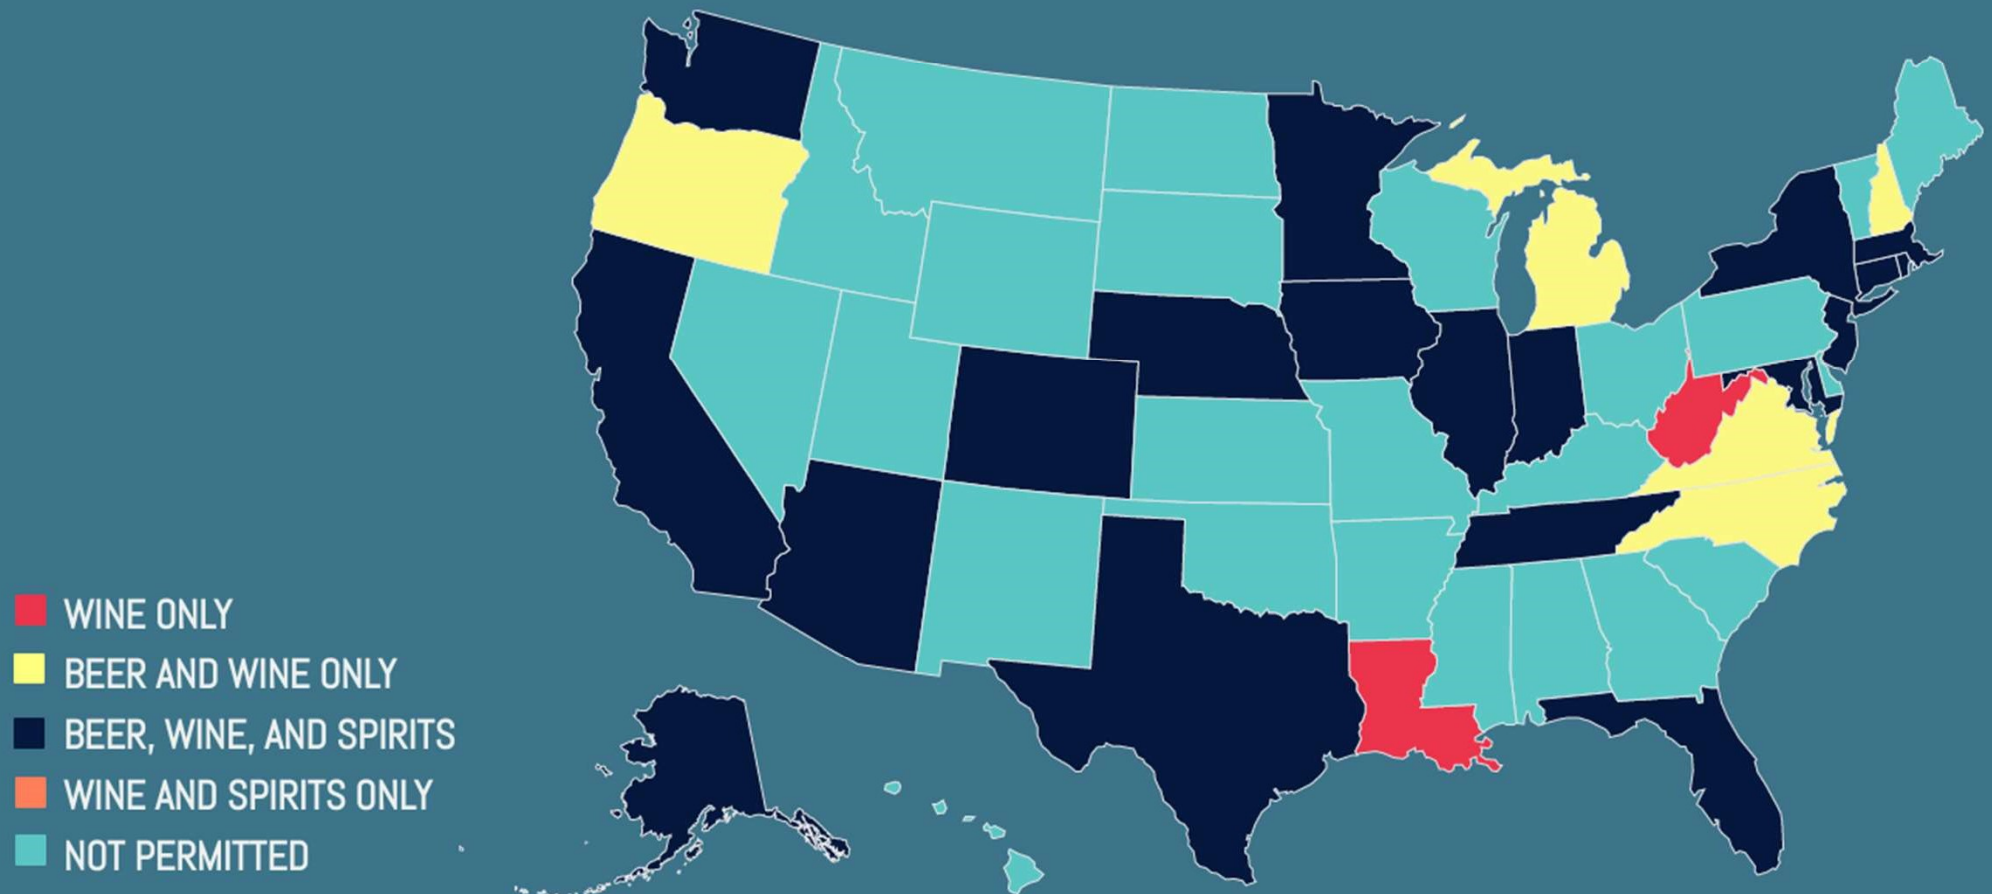 WINE ONLY
BEER AND WINE ONLY
BEER, WINE, AND SPIRITS
WINE AND SPIRITS ONLY
NOT PERMITTED